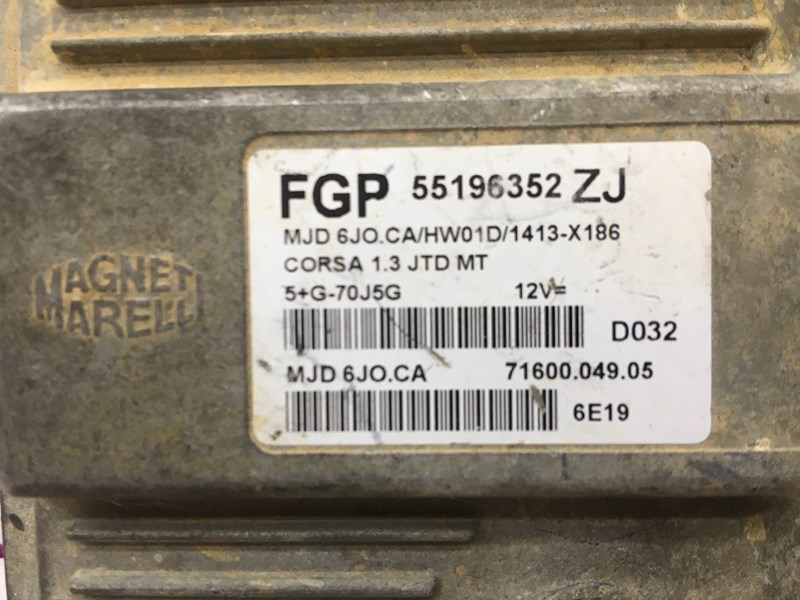 MAGNETI
MARELLI
FGP 55196352 ZJ
MJD 6JO.CA/HW01D/1413-X186
CORSA 1.3 JTD MT
5+G-70J5G 12V=
D032
MJD 6JO.CA 71600.049.05
6E19